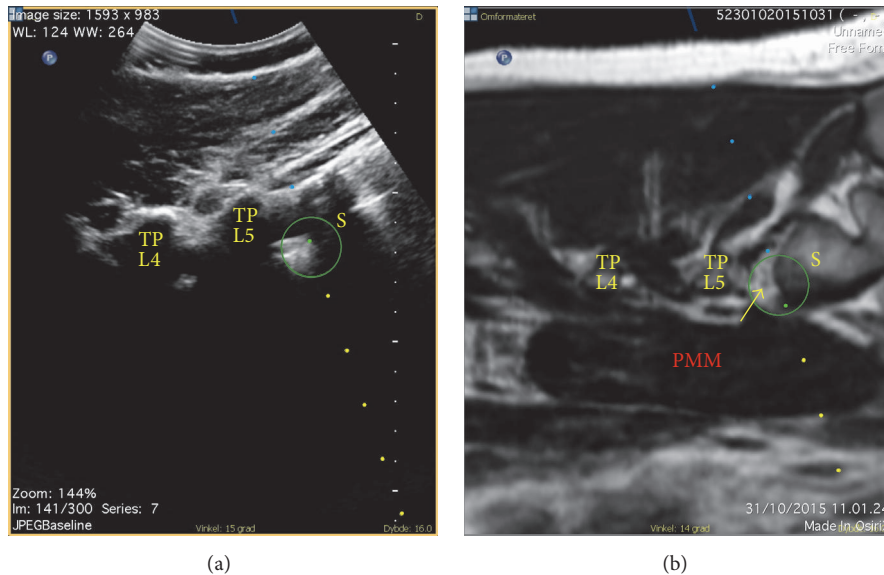 Image size: 1593 x 983
WL: 124 WW: 264
D
P
TP
L4
TP
L5
S
Zoom: 144%
Im: 141/300 Series: 7
JPEGBaseline
Vinkel: 15 grad
Dybde: 16.0
(a)
Omformateret
52301020151031 ( - , -
Unname
Free Form
P
TP
L4
TP
L5
S
PMM
31/10/2015 11.01.24
Vinkel: 14 grad
Made In Osiri
(b)